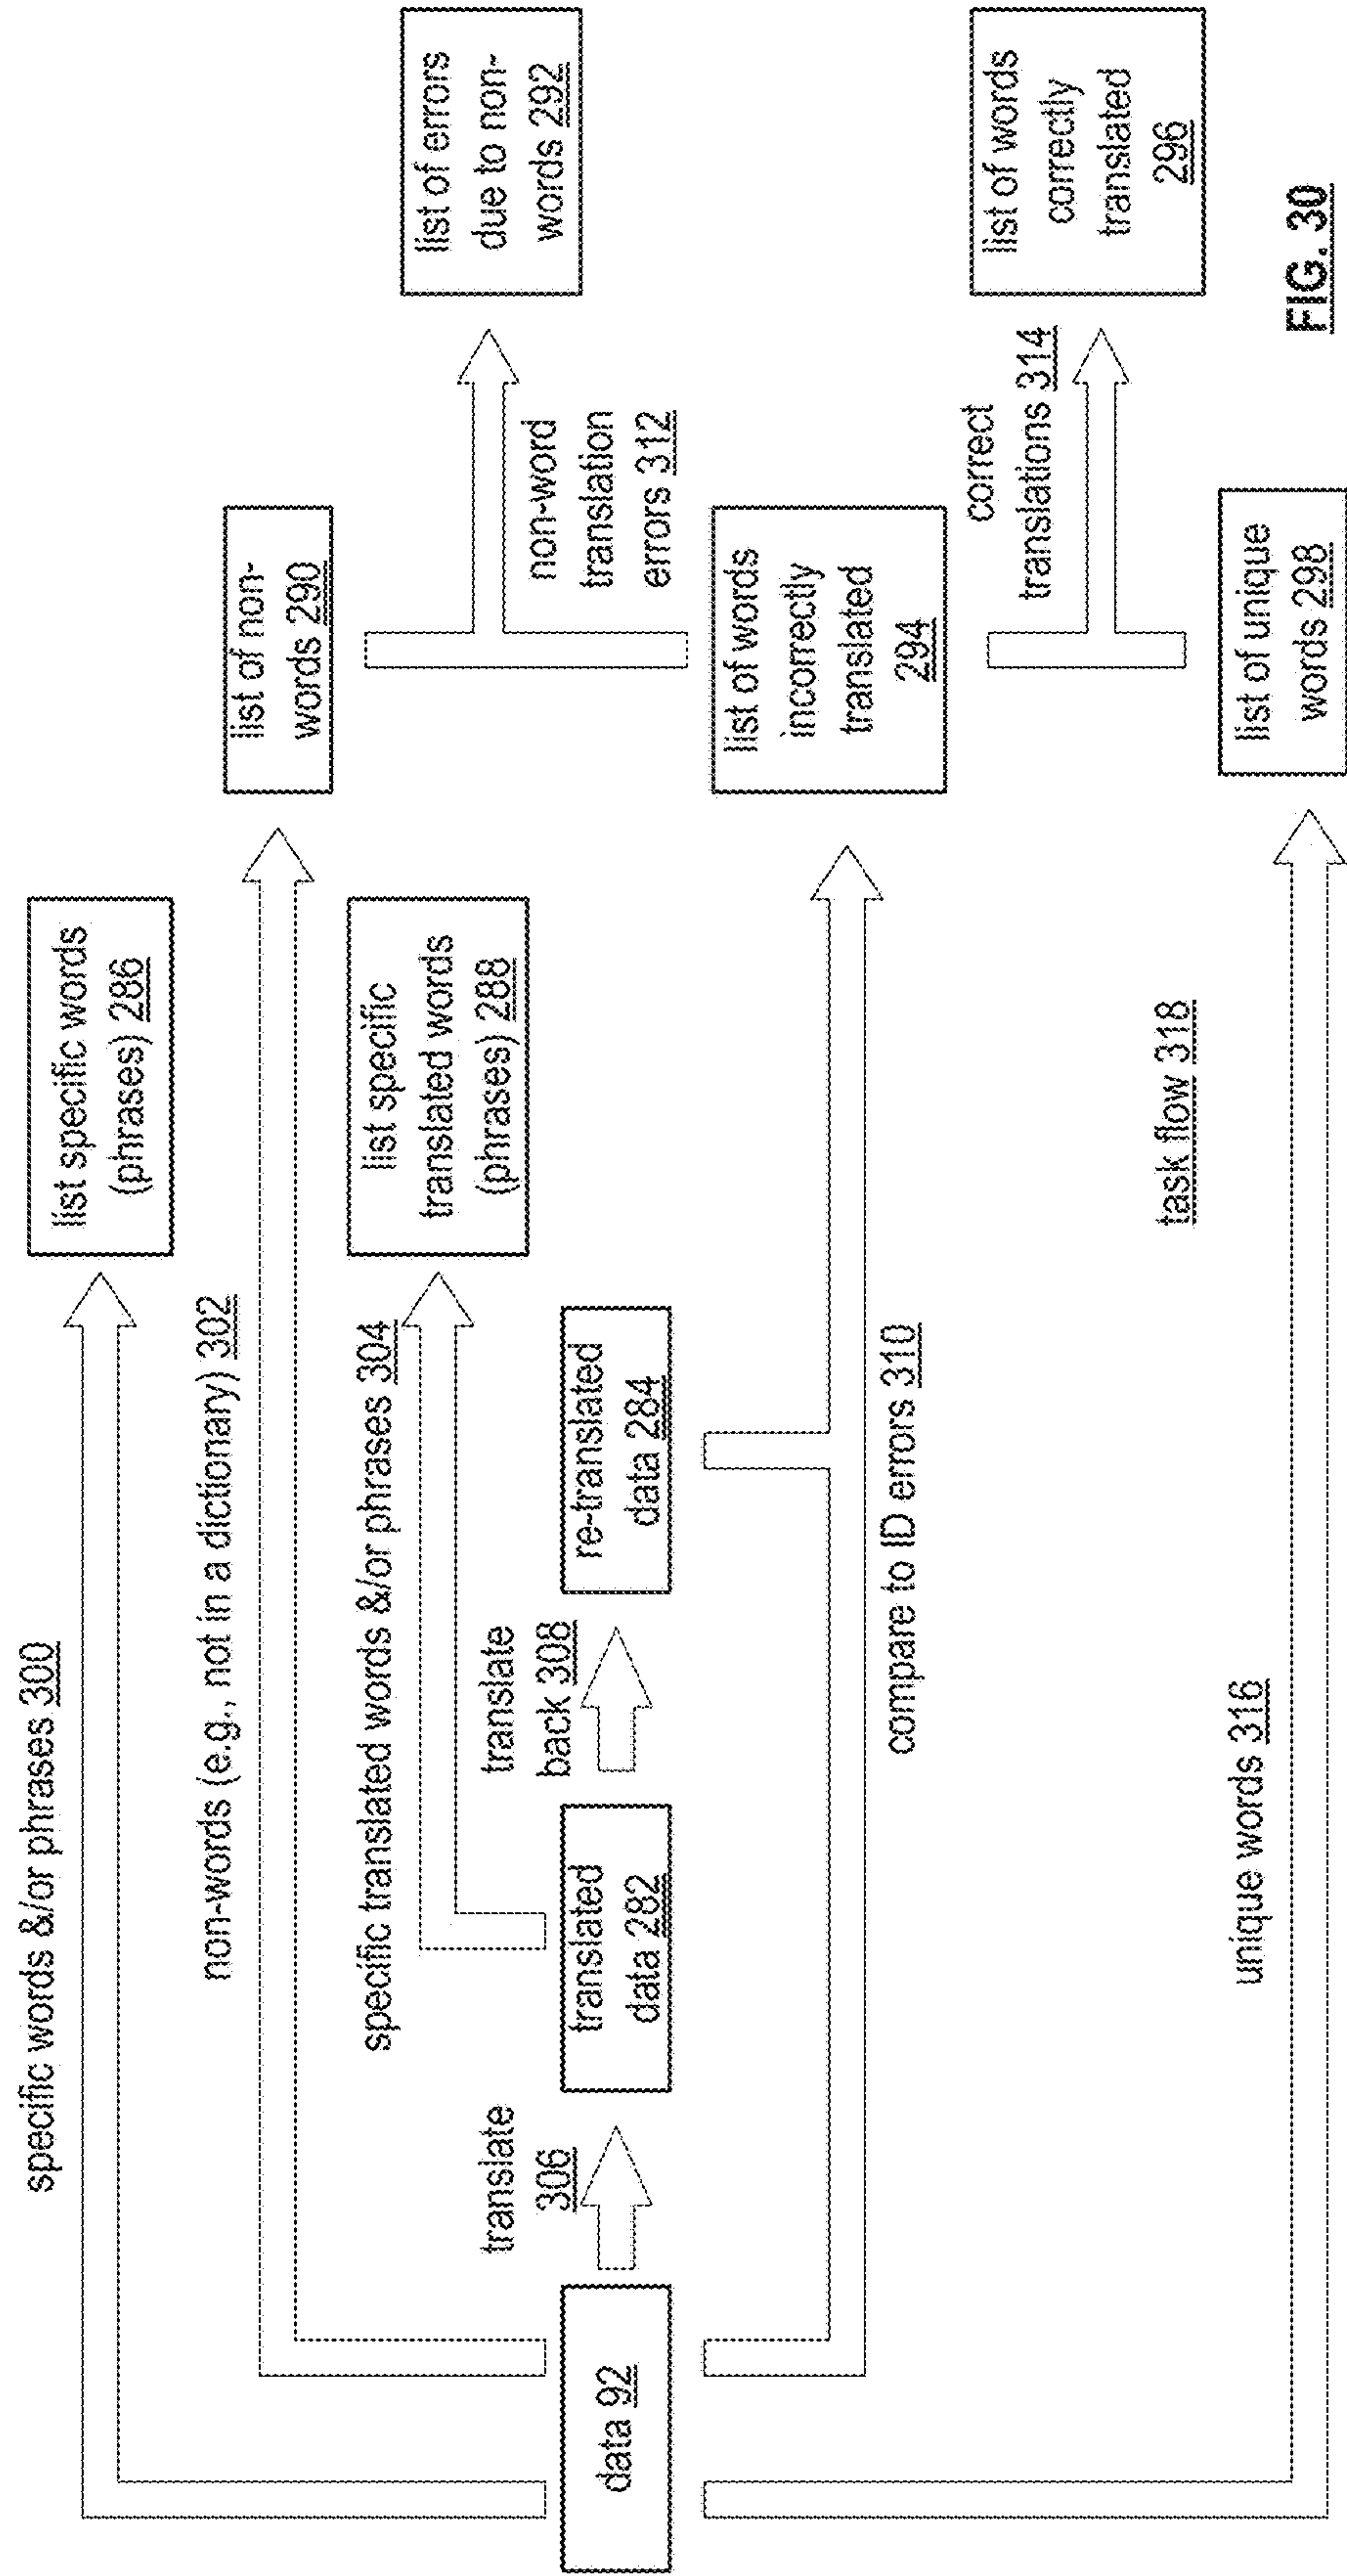 specific words &/or phrases 300
list specific words
(phrases) 286
non-words (e.g., not in a dictionary) 302
list of non-
words 290
specific translated words &/or phrases 304
list specific
translated words
(phrases) 288
list of errors
due to non-
words 292
non-word
translation
errors 312
translate
306
translate
back 308
data 92
translated
data 282
re-translated
data 284
list of words
incorrectly
translated
294
compare to ID errors 310
correct
translations 314
list of words
correctly
translated
296
task flow 318
unique words 316
list of unique
words 298
FIG. 30